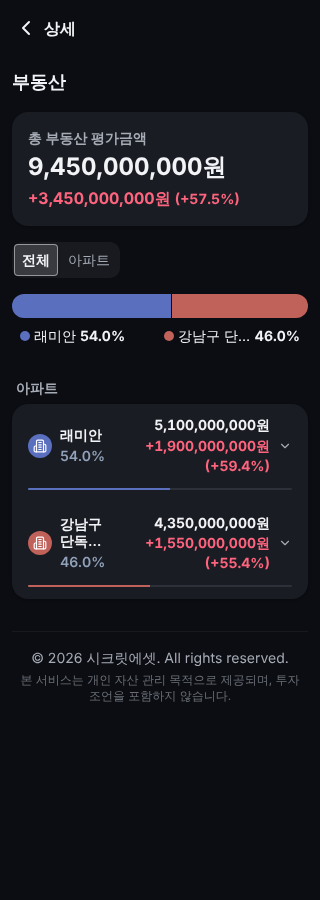 상세
부동산
총 부동산 평가금액
9,450,000,000원
+3,450,000,000원 (+57.5%)
전체 아파트
래미안 54.0% 강남구 단... 46.0%
아파트
래미안
54.0%
5,100,000,000원
+1,900,000,000원
(+59.4%)
강남구
단독...
46.0%
4,350,000,000원
+1,550,000,000원
(+55.4%)
© 2026 시크릿에셋. All rights reserved.
본 서비스는 개인 자산 관리 목적으로 제공되며, 투자
조언을 포함하지 않습니다.